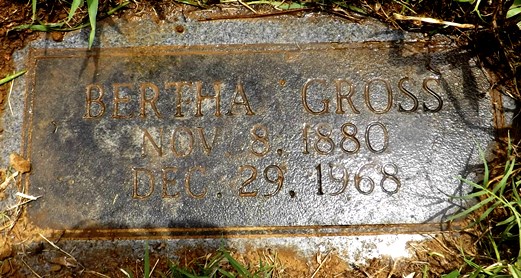 BERTHA GROSS
NOV. 8, 1880
DEC. 29, 1968